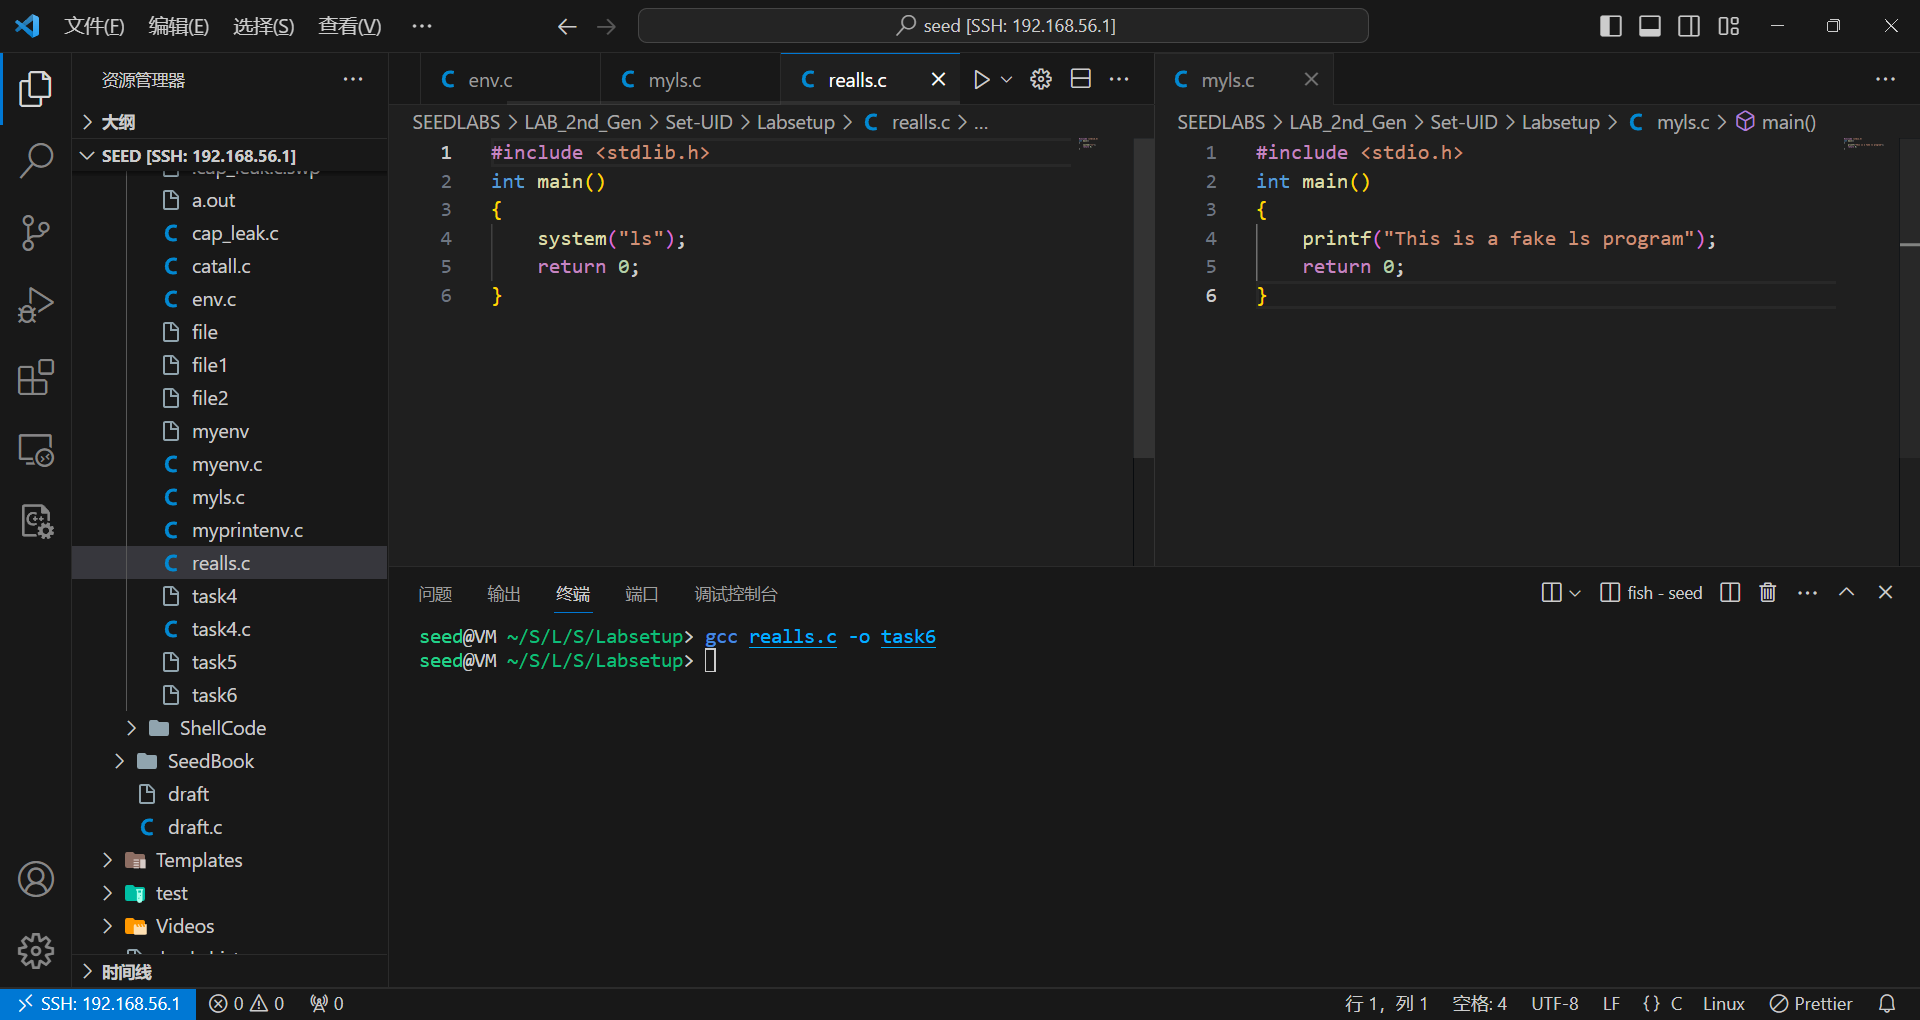 文件(F) 编辑(E) 选择(S) 查看(V) ··· seed [SSH: 192.168.56.1]
资源管理器 ···
大纲
SEED [SSH: 192.168.56.1]
.cap_leak.c.swp
a.out
cap_leak.c
catall.c
env.c
file
file1
file2
myenv
myenv.c
myls.c
myprintenv.c
realls.c
task4
task4.c
task5
task6
ShellCode
SeedBook
draft
draft.c
Templates
test
Videos
时间线
env.c myls.c realls.c
SEEDLABS > LAB_2nd_Gen > Set-UID > Labsetup > C realls.c > ...
1 #include <stdlib.h>
2 int main()
3 {
4     system("ls");
5     return 0;
6 }
myls.c
SEEDLABS > LAB_2nd_Gen > Set-UID > Labsetup > C myls.c > main()
1 #include <stdio.h>
2 int main()
3 {
4     printf("This is a fake ls program");
5     return 0;
6 }
问题 输出 终端 端口 调试控制台 fish - seed
seed@VM ~/S/L/S/Labsetup> gcc realls.c -o task6
seed@VM ~/S/L/S/Labsetup>
SSH: 192.168.56.1 0 0 0 行 1，列 1 空格: 4 UTF-8 LF {} C Linux Prettier